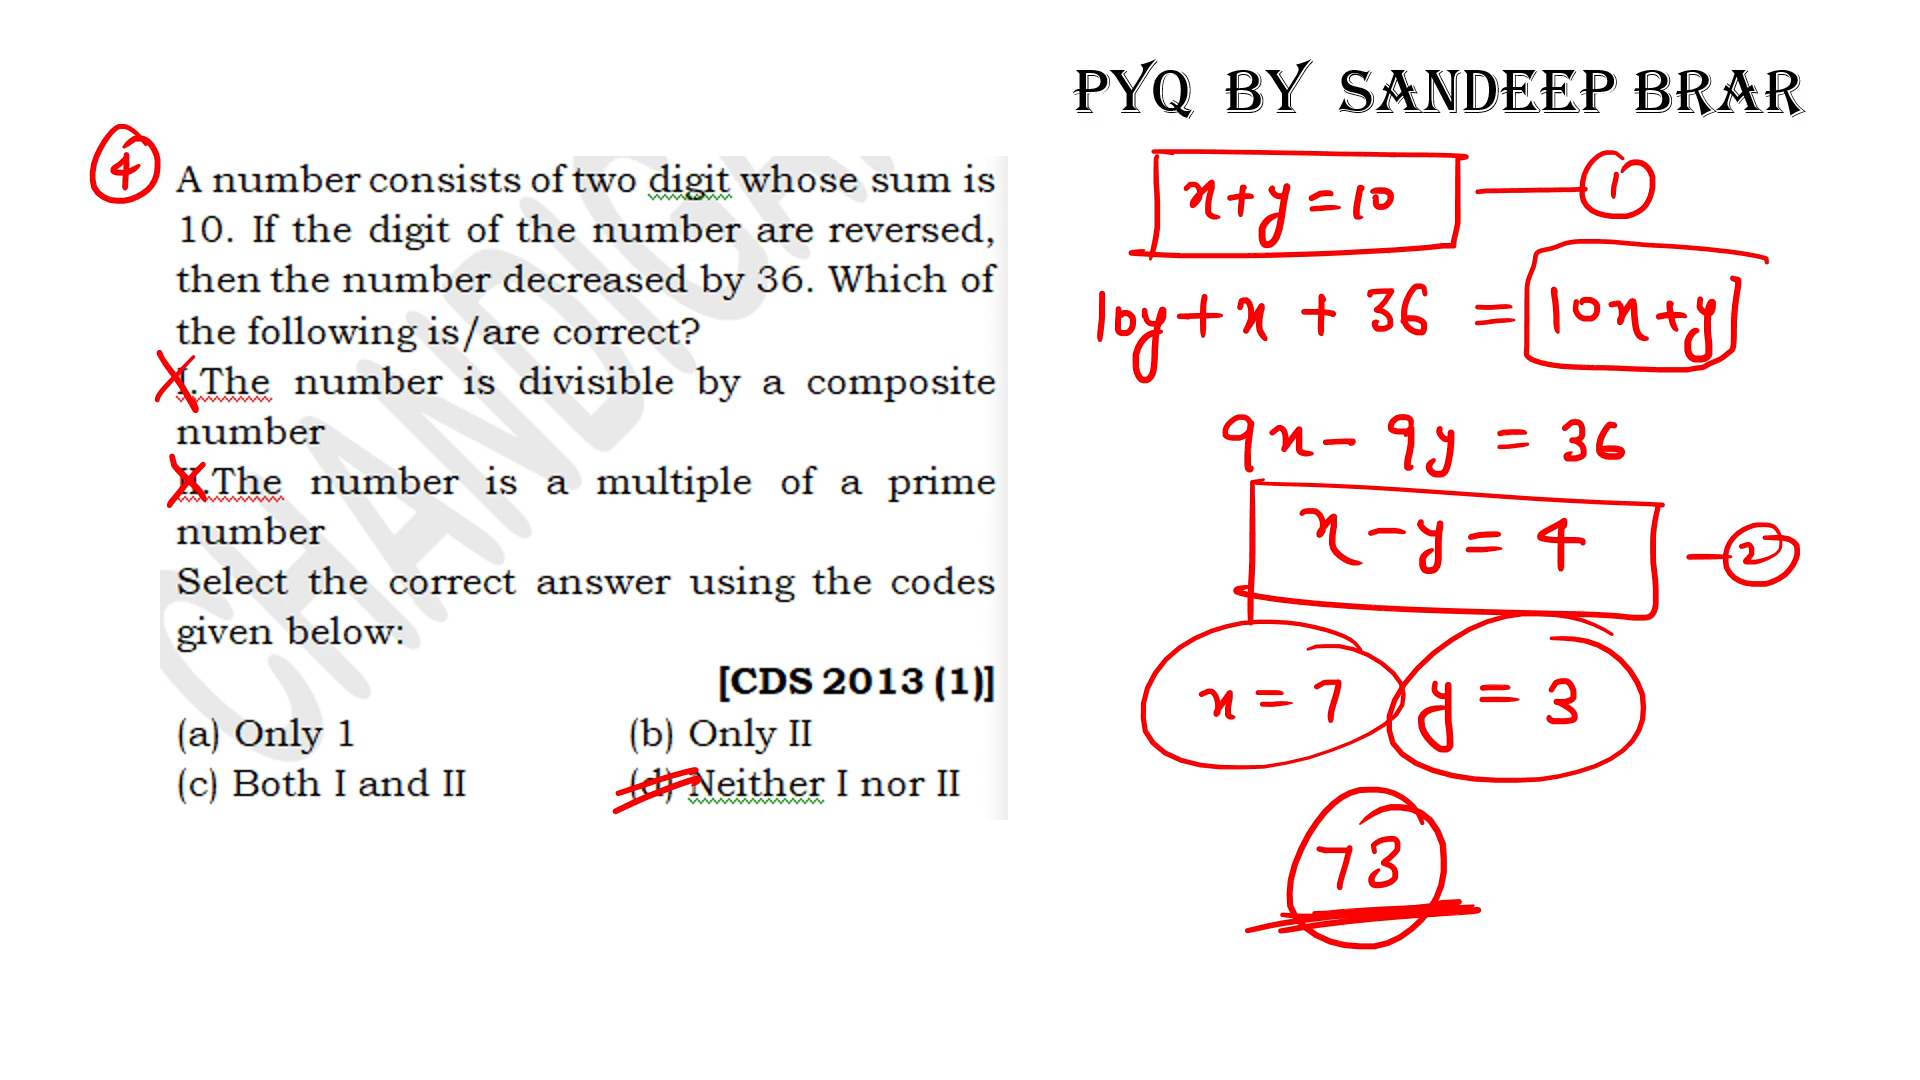 PYQ BY SANDEEP BRAR
4
A number consists of two digit whose sum is
10. If the digit of the number are reversed,
then the number decreased by 36. Which of
the following is/are correct?
I.The number is divisible by a composite
number
II.The number is a multiple of a prime
number
Select the correct answer using the codes
given below:
[CDS 2013 (1)]
(a) Only 1 (b) Only II
(c) Both I and II (d) Neither I nor II
x+y=10 — 1
10y+x+36 = 10x+y
9x-9y=36
x-y=4 — 2
x=7 y=3
73
CHANDIGA